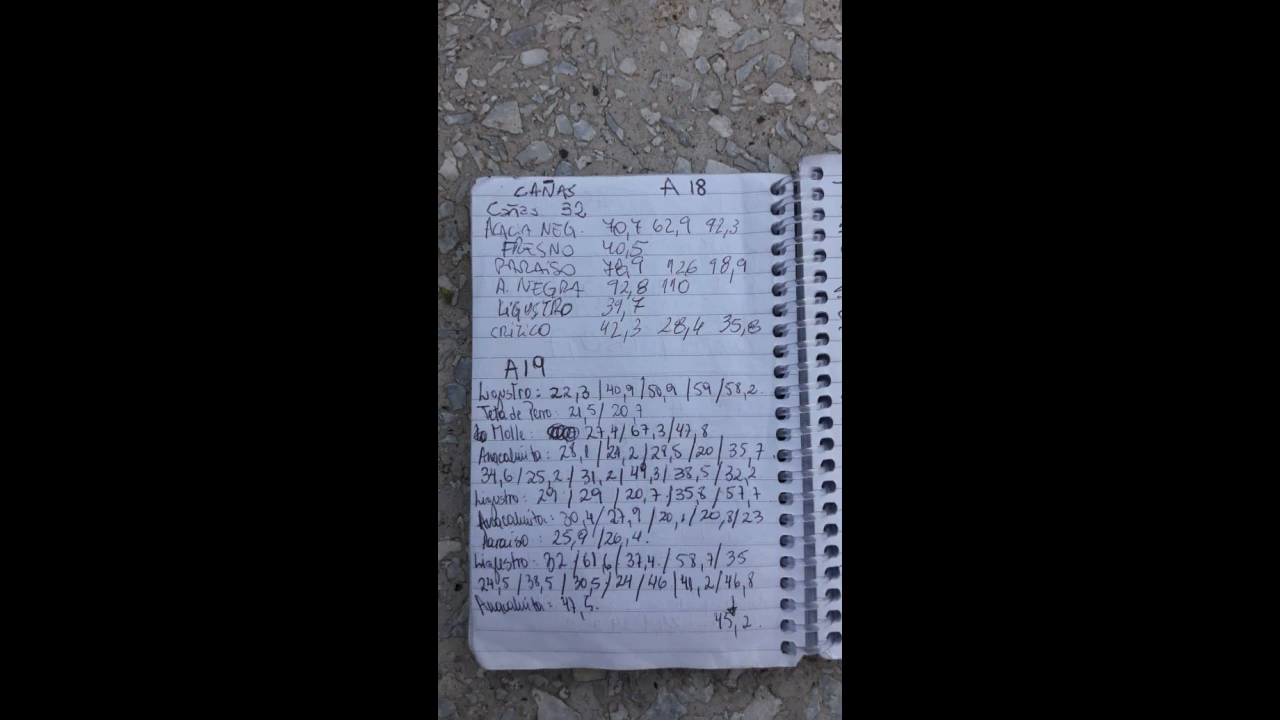 CAÑAS A 18
Cañas 32
ACACIA NEG. 70,7 62,9 92,3
FRESNO 40,5
PARAISO 78,9 126 98,9
A. NEGRA 92,8 110
LIGUSTRO 39,7
CRITICO 42,3 28,4 35,8
A19
Ligustro: 22,3 / 40,9 / 50,9 / 59 / 58,2.
Teta de Perro: 21,5 / 20,7
Molle: 27,4 / 67,3 / 47,8
Anacahuita: 28,1 / 24,2 / 28,5 / 20 / 35,7.
34,6 / 25,2 / 31,2 / 49,3 / 38,5 / 32,2
Ligustro: 29 / 29 / 20,7 / 35,8 / 57,7
Anacahuita: 30,4 / 27,9 / 20,1 / 20,8 / 23
Paraiso: 25,9 / 26,4.
Ligustro: 32 / 61,6 / 37,4 / 58,7 / 35
24,5 / 38,5 / 30,5 / 24 / 46 / 41,2 / 46,8
Anacahuita: 47,5.
45,2.